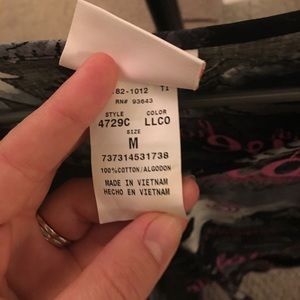 82-1012 TI
RN# 93643
STYLE COLOR
4729C LLCO
SIZE
M
737314531738
100%COTTON/ALGODON
MADE IN VIETNAM
HECHO EN VIETNAM